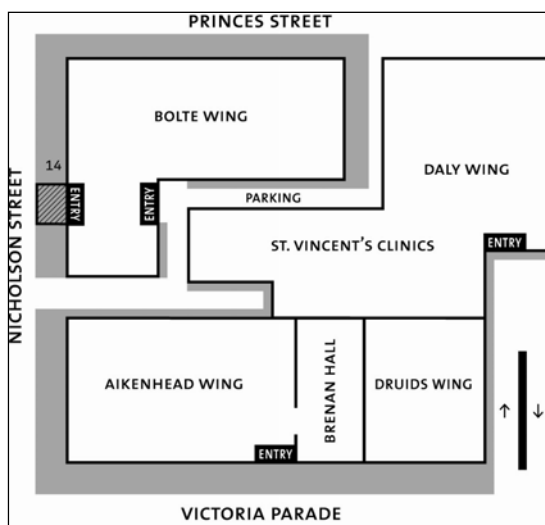 PRINCES STREET
BOLTE WING
14
DALY WING
ENTRY
ENTRY
PARKING
NICHOLSON STREET
ST. VINCENT'S CLINICS
ENTRY
AIKENHEAD WING
BRENAN HALL
DRUIDS WING
ENTRY
VICTORIA PARADE